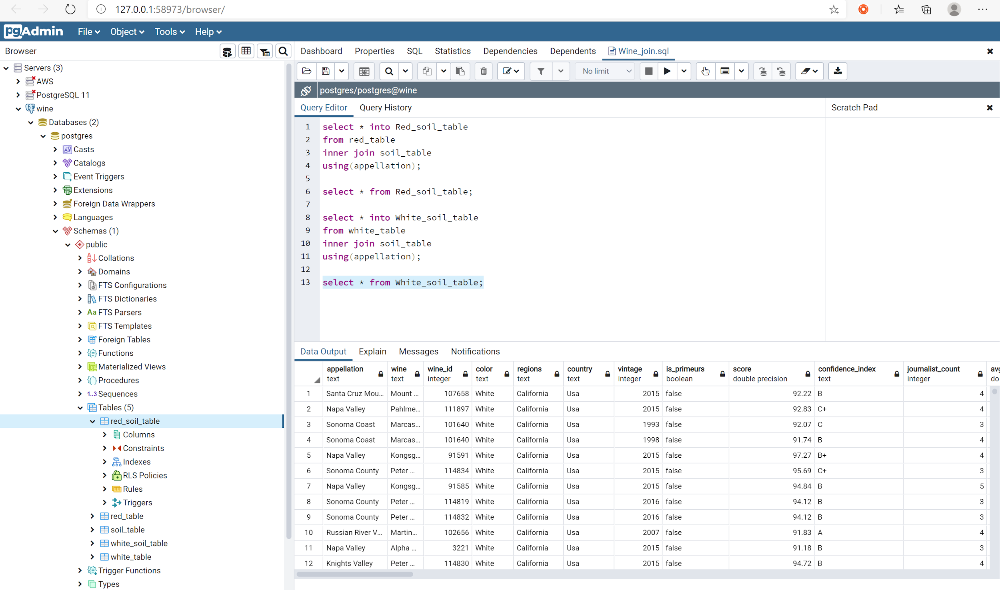 127.0.0.1:58973/browser/
pgAdmin File Object Tools Help
Browser
Servers (3)
AWS
PostgreSQL 11
wine
Databases (2)
postgres
Casts
Catalogs
Event Triggers
Extensions
Foreign Data Wrappers
Languages
Schemas (1)
public
Collations
Domains
FTS Configurations
FTS Dictionaries
Aa FTS Parsers
FTS Templates
Foreign Tables
Functions
Materialized Views
Procedures
1..3 Sequences
Tables (5)
red_soil_table
Columns
Constraints
Indexes
RLS Policies
Rules
Triggers
red_table
soil_table
white_soil_table
white_table
Trigger Functions
Types
Dashboard Properties SQL Statistics Dependencies Dependents Wine_join.sql
No limit
postgres/postgres@wine
Query Editor Query History
Scratch Pad
1 select * into Red_soil_table
2 from red_table
3 inner join soil_table
4 using(appellation);
5
6 select * from Red_soil_table;
7
8 select * into White_soil_table
9 from white_table
10 inner join soil_table
11 using(appellation);
12
13 select * from White_soil_table;
Data Output Explain Messages Notifications
appellation wine wine_id color regions country vintage is_primeurs score confidence_index journalist_count avg
text text integer text text text integer boolean double precision text integer do
1 Santa Cruz Mou... Mount ... 107658 White California Usa 2015 false 92.22 B 4
2 Napa Valley Pahlme... 111897 White California Usa 2015 false 92.83 C+ 4
3 Sonoma Coast Marcas... 101640 White California Usa 1993 false 92.07 C 3
4 Sonoma Coast Marcas... 101640 White California Usa 1998 false 91.74 B 4
5 Napa Valley Kongsg... 91591 White California Usa 2015 false 97.27 B+ 4
6 Sonoma County Peter ... 114834 White California Usa 2015 false 95.69 C+ 3
7 Napa Valley Kongsg... 91585 White California Usa 2015 false 94.84 B 5
8 Sonoma County Peter ... 114819 White California Usa 2016 false 94.12 B 3
9 Sonoma County Peter ... 114832 White California Usa 2016 false 94.12 B 3
10 Russian River V... Martin... 102656 White California Usa 2007 false 91.83 A 4
11 Napa Valley Alpha ... 3221 White California Usa 2015 false 91.18 B 3
12 Knights Valley Peter ... 114830 White California Usa 2015 false 94.72 B 4